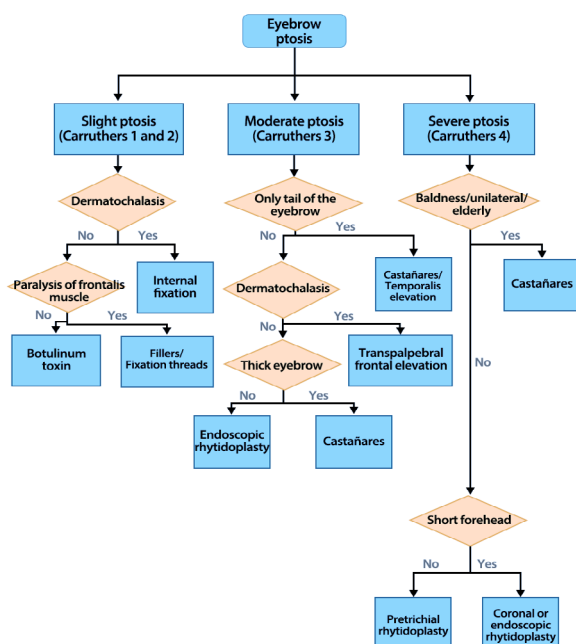 Eyebrow
ptosis
Slight ptosis
(Carruthers 1 and 2)
Moderate ptosis
(Carruthers 3)
Severe ptosis
(Carruthers 4)
Dermatochalasis
Only tail of the
eyebrow
Baldness/unilateral/
elderly
No
Yes
No
Yes
Yes
Paralysis of frontalis
muscle
Internal
fixation
Dermatochalasis
Castañares/
Temporalis
elevation
Castañares
No
Yes
No
Yes
Botulinum
toxin
Fillers/
Fixation threads
Thick eyebrow
Transpalpebral
frontal elevation
No
No
Yes
Endoscopic
rhytidoplasty
Castañares
Short forehead
No
Yes
Pretrichial
rhytidoplasty
Coronal or
endoscopic
rhytidoplasty